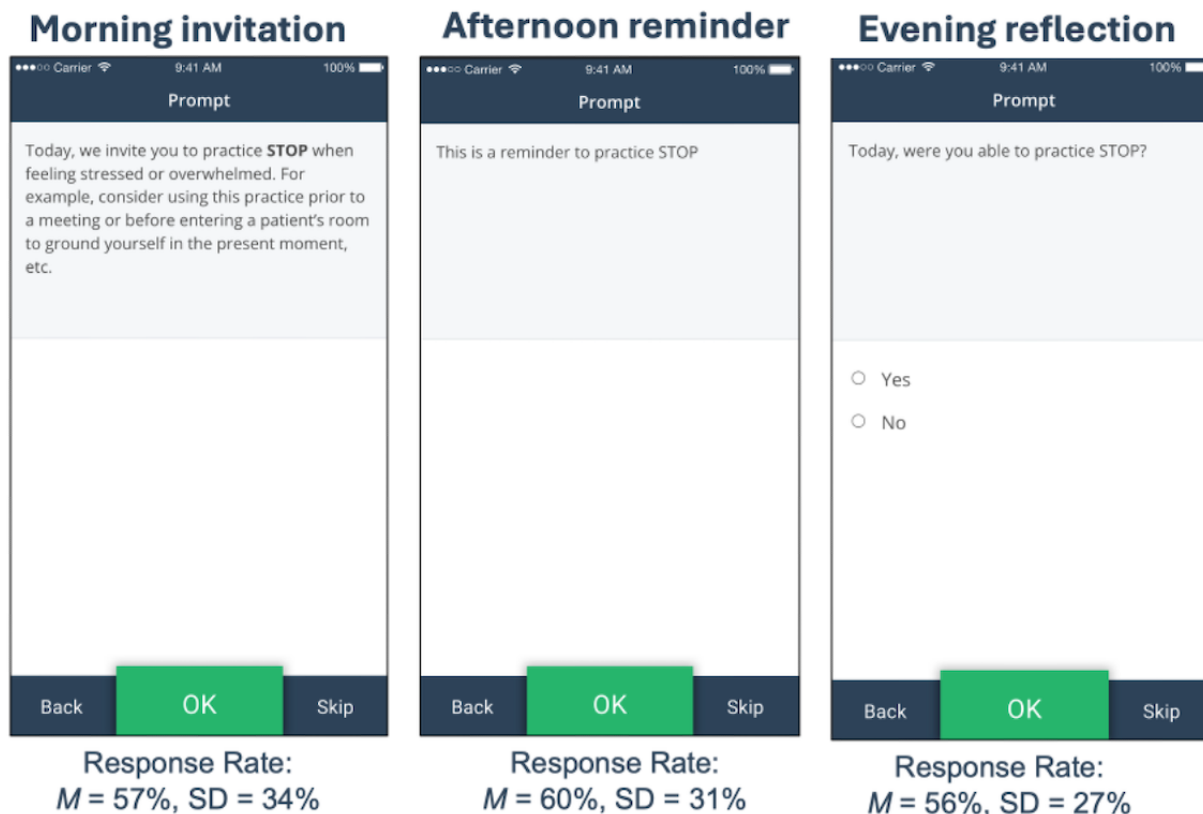 Morning invitation
Carrier 9:41 AM 100%
Prompt
Today, we invite you to practice STOP when
feeling stressed or overwhelmed. For
example, consider using this practice prior to
a meeting or before entering a patient's room
to ground yourself in the present moment,
etc.
Back OK Skip
Response Rate:
M = 57%, SD = 34%
Afternoon reminder
Carrier 9:41 AM 100%
Prompt
This is a reminder to practice STOP
Back OK Skip
Response Rate:
M = 60%, SD = 31%
Evening reflection
Carrier 9:41 AM 100%
Prompt
Today, were you able to practice STOP?
Yes
No
Back OK Skip
Response Rate:
M = 56%, SD = 27%